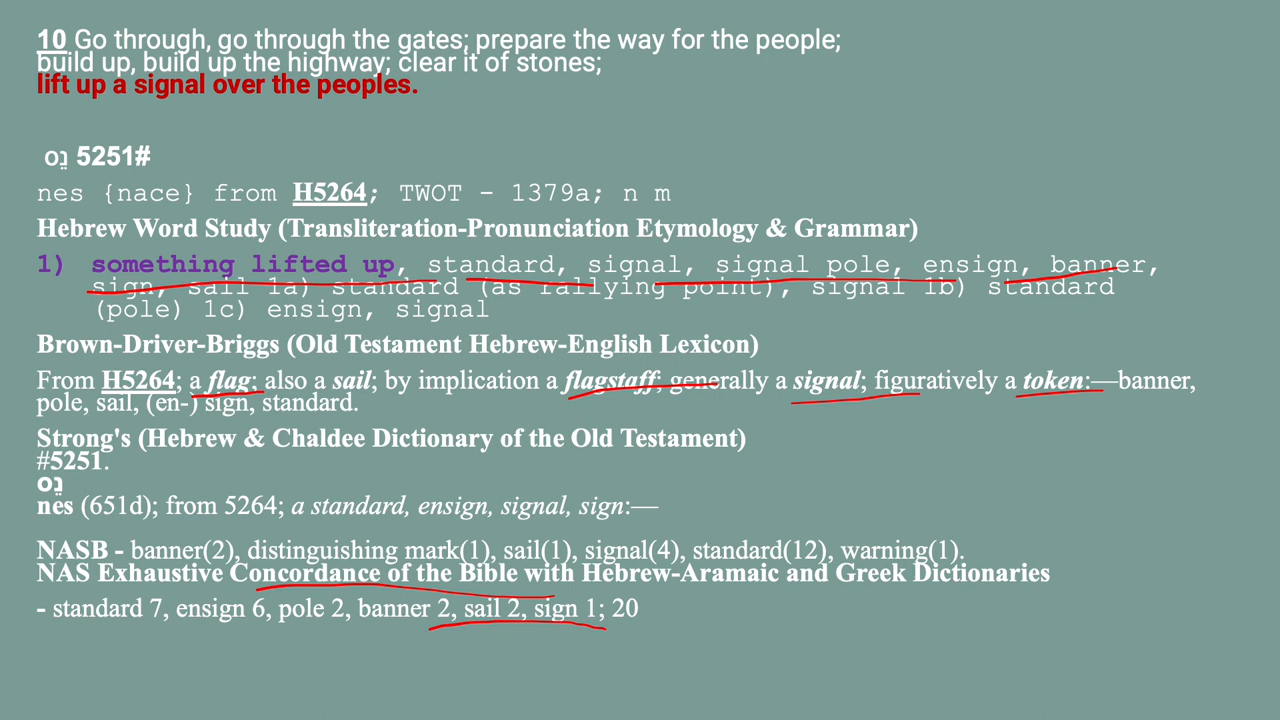 10 Go through, go through the gates; prepare the way for the people;
build up, build up the highway; clear it of stones;
lift up a signal over the peoples.
נֵס 5251#
nes {nace} from H5264; TWOT - 1379a; n m
Hebrew Word Study (Transliteration-Pronunciation Etymology & Grammar)
1) something lifted up, standard, signal, signal pole, ensign, banner,
sign, sail 1a) standard (as rallying point), signal 1b) standard
(pole) 1c) ensign, signal
Brown-Driver-Briggs (Old Testament Hebrew-English Lexicon)
From H5264; a flag; also a sail; by implication a flagstaff; generally a signal; figuratively a token:—banner,
pole, sail, (en-) sign, standard.
Strong's (Hebrew & Chaldee Dictionary of the Old Testament)
#5251.
נֵס
nes (651d); from 5264; a standard, ensign, signal, sign:—
NASB - banner(2), distinguishing mark(1), sail(1), signal(4), standard(12), warning(1).
NAS Exhaustive Concordance of the Bible with Hebrew-Aramaic and Greek Dictionaries
- standard 7, ensign 6, pole 2, banner 2, sail 2, sign 1; 20